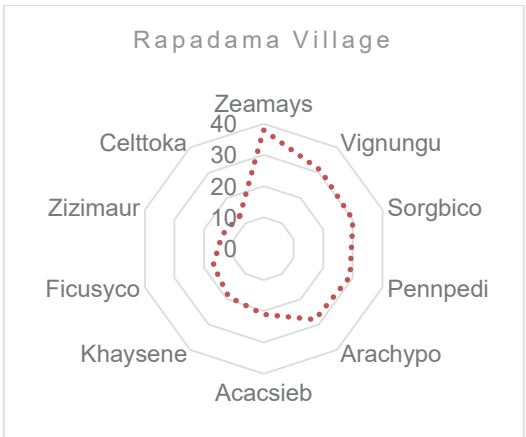 Rapadama Village
Zeamays
40
Celttoka
Vignungu
30
20
Zizimaur
Sorgbico
10
0
Ficusyco
Pennpedi
Khaysene
Arachypo
Acacsieb